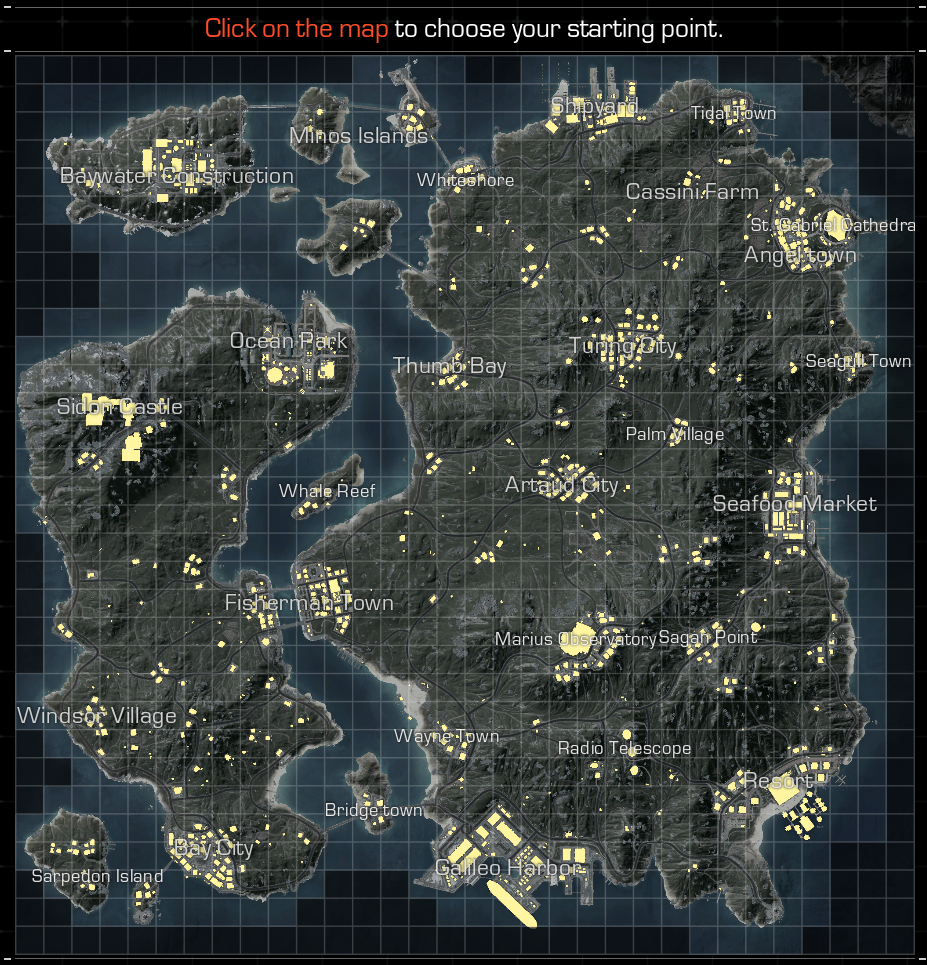 Click on the map to choose your starting point.
Shipyard
Tidal Town
Minos Islands
Baywater Construction
Whiteshore
Cassini Farm
St. Gabriel Cathedra
Angel town
Ocean Park
Turing City
Thumb Bay
Seagull Town
Sidon Castle
Palm Village
Artaud City
Whale Reef
Seafood Market
Fisherman Town
Marius Observatory
Sagan Point
Windsor Village
Wayne Town
Radio Telescope
Resort
Bridge town
Bay City
Galileo Harbor
Sarpedon Island